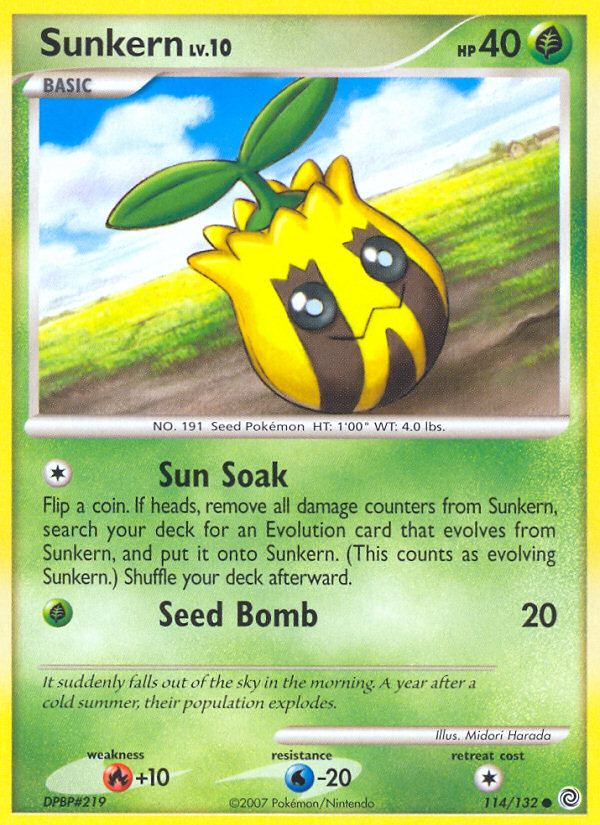 Sunkern LV.10
HP 40
BASIC
NO. 191 Seed Pokémon HT: 1'00" WT: 4.0 lbs.
Sun Soak
Flip a coin. If heads, remove all damage counters from Sunkern,
search your deck for an Evolution card that evolves from
Sunkern, and put it onto Sunkern. (This counts as evolving
Sunkern.) Shuffle your deck afterward.
Seed Bomb 20
It suddenly falls out of the sky in the morning. A year after a
cold summer, their population explodes.
Illus. Midori Harada
weakness resistance retreat cost
+10 -20
DPBP#219 ©2007 Pokémon/Nintendo 114/132